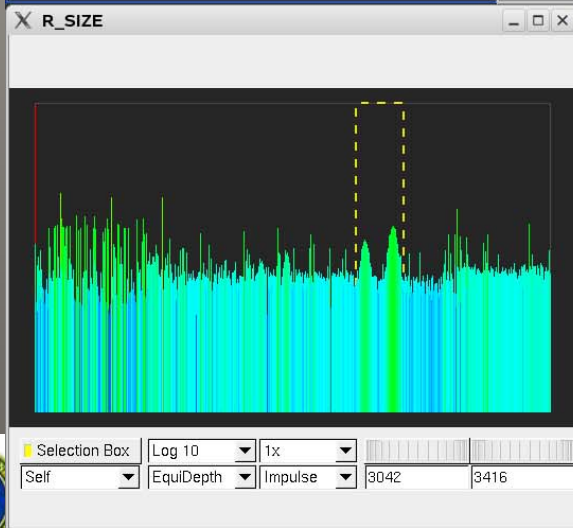 R_SIZE
Selection Box Log 10 1x
Self EquiDepth Impulse 3042 3416